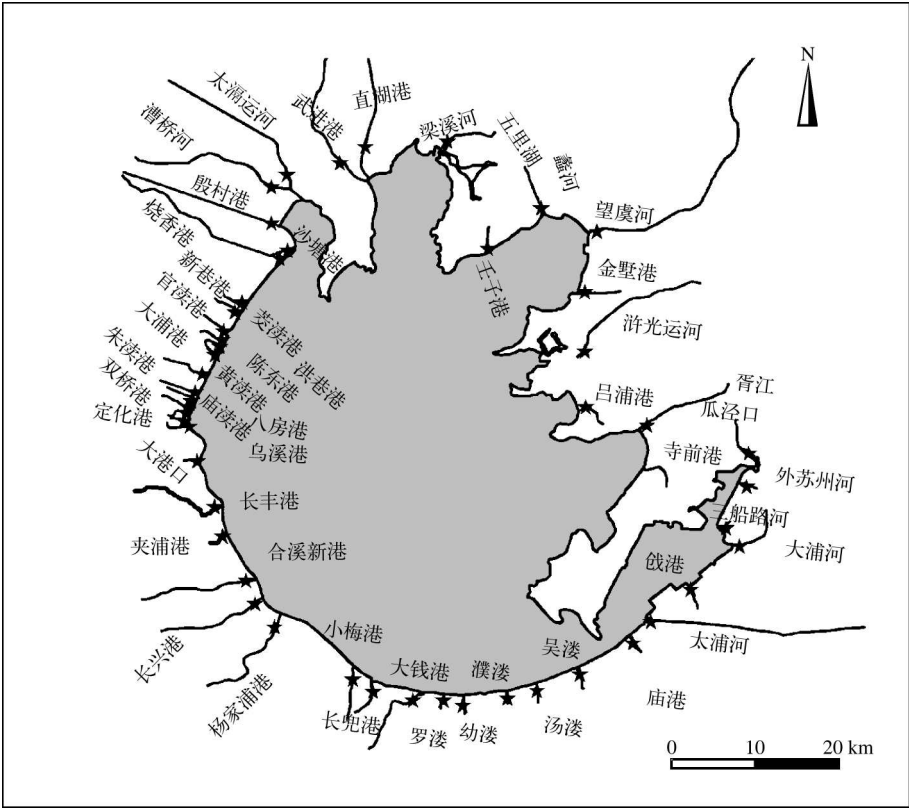 N
太滆运河
武进港
直湖港
漕桥河
梁溪河
五里湖
蠡河
殷村港
望虞河
烧香港
沙塘港
新巷港
壬子港
金墅港
官渎港
大浦港
茭渎港
浒光运河
朱渎港
陈东港
洪巷港
双桥港
黄渎港
吕浦港
胥江
定化港
庙渎港
八房港
瓜泾口
大港口
乌溪港
寺前港
外苏州河
长丰港
三船路河
夹浦港
合溪新港
戗港
大浦河
小梅港
吴溇
太浦河
长兴港
大钱港
濮溇
杨家浦港
长兜港
罗溇
幼溇
汤溇
庙港
0 10 20 km